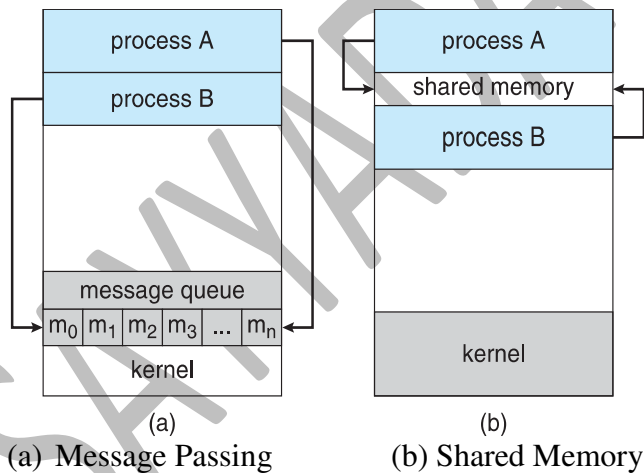 process A
process B
message queue
m₀ m₁ m₂ m₃ ... mₙ
kernel
(a)
(a) Message Passing
process A
shared memory
process B
kernel
(b)
(b) Shared Memory